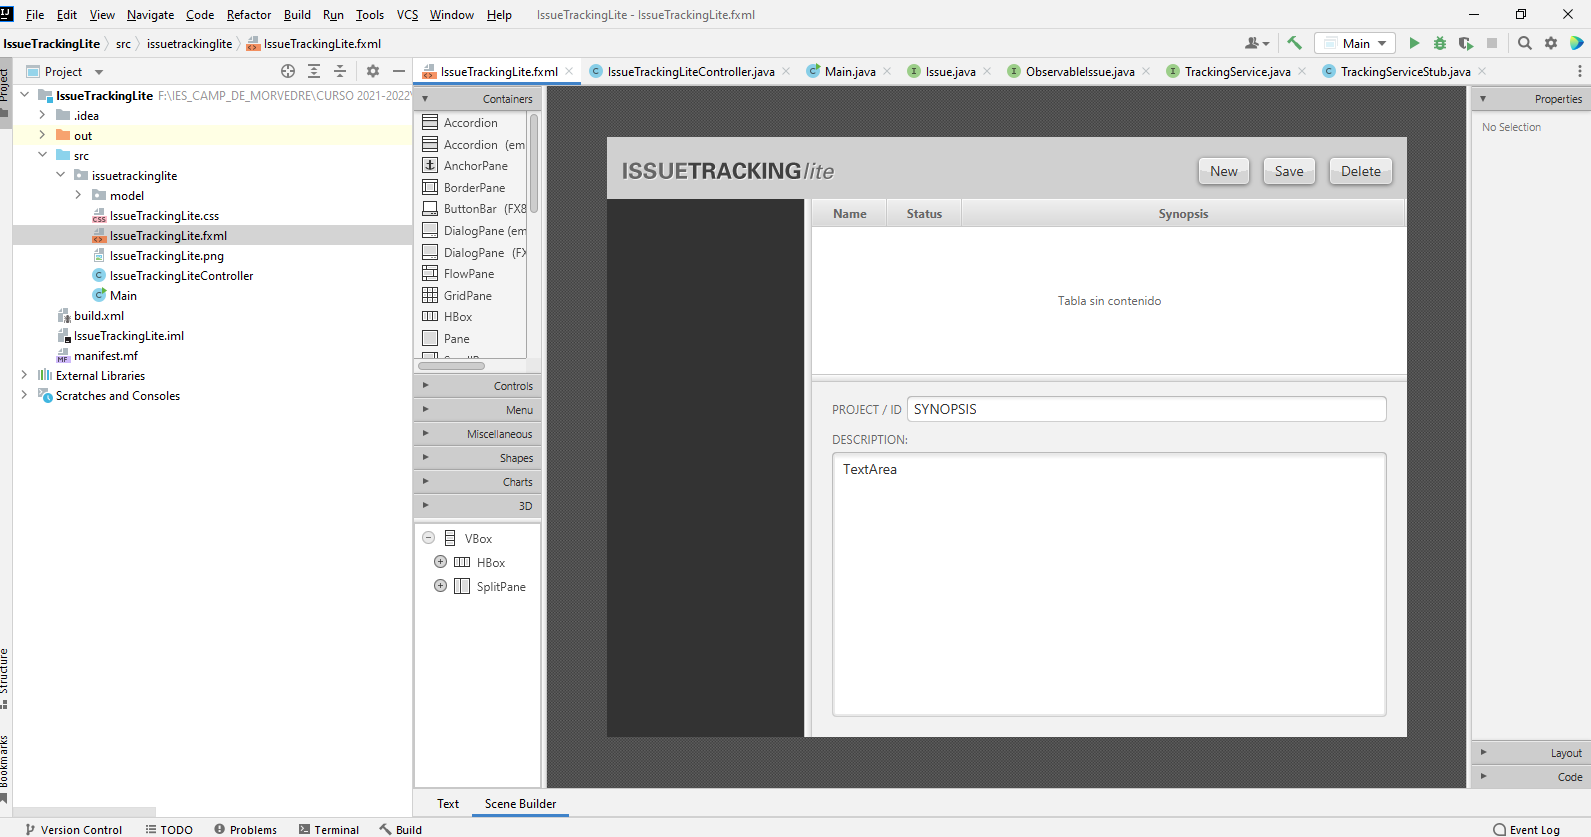 File Edit View Navigate Code Refactor Build Run Tools VCS Window Help IssueTrackingLite - IssueTrackingLite.fxml
IssueTrackingLite src issuetrackinglite IssueTrackingLite.fxml Main
Project
Project
IssueTrackingLite.fxml IssueTrackingLiteController.java Main.java Issue.java ObservableIssue.java TrackingService.java TrackingServiceStub.java
IssueTrackingLite F:\IES_CAMP_DE_MORVEDRE\CURSO 2021-2022\
.idea
out
src
issuetrackinglite
model
IssueTrackingLite.css
IssueTrackingLite.fxml
IssueTrackingLite.png
IssueTrackingLiteController
Main
build.xml
IssueTrackingLite.iml
manifest.mf
External Libraries
Scratches and Consoles
Structure
Bookmarks
Containers
Accordion
Accordion (em
AnchorPane
BorderPane
ButtonBar (FX8
DialogPane (em
DialogPane (FX
FlowPane
GridPane
HBox
Pane
Controls
Menu
Miscellaneous
Shapes
Charts
3D
VBox
HBox
SplitPane
ISSUETRACKINGlite
New Save Delete
Name Status Synopsis
Tabla sin contenido
PROJECT / ID SYNOPSIS
DESCRIPTION:
TextArea
Properties
No Selection
Layout
Code
Text Scene Builder
Version Control TODO Problems Terminal Build Event Log